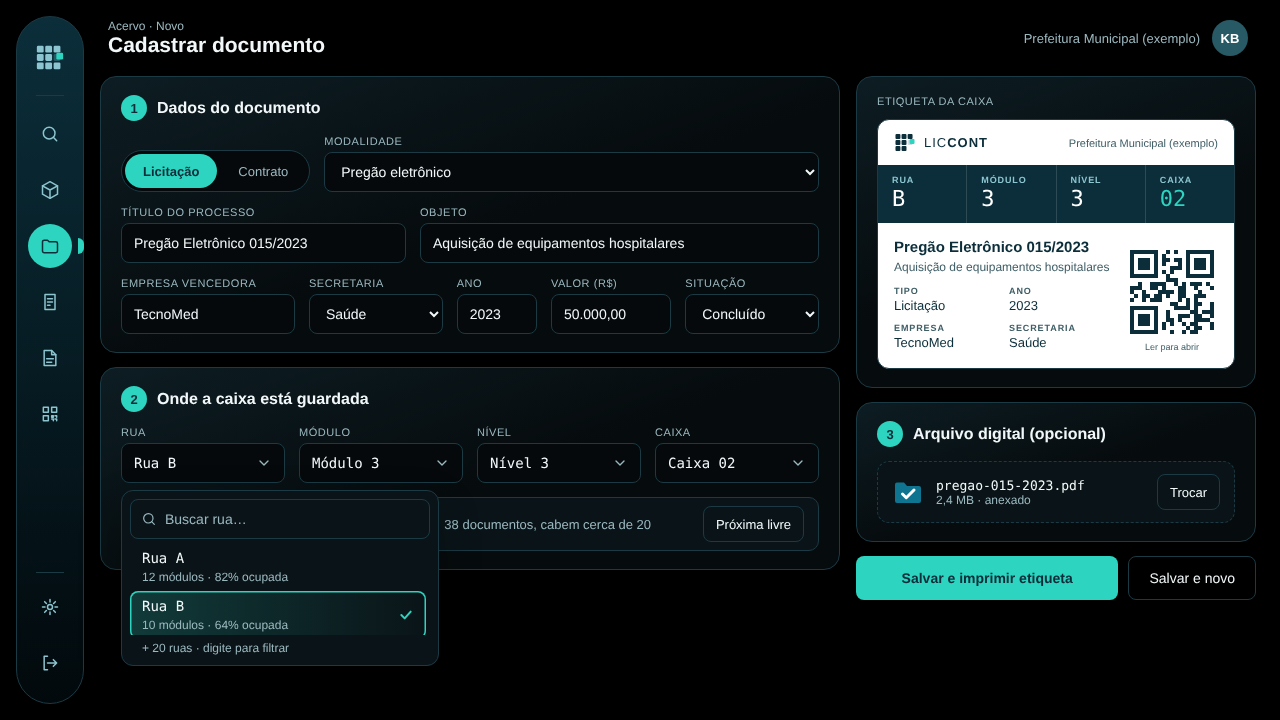 Acervo · Novo
Cadastrar documento
Prefeitura Municipal (exemplo)
KB
1
Dados do documento
Licitação
Contrato
MODALIDADE
Pregão eletrônico
TÍTULO DO PROCESSO
Pregão Eletrônico 015/2023
OBJETO
Aquisição de equipamentos hospitalares
EMPRESA VENCEDORA
TecnoMed
SECRETARIA
Saúde
ANO
2023
VALOR (R$)
50.000,00
SITUAÇÃO
Concluído
2
Onde a caixa está guardada
RUA
Rua B
MÓDULO
Módulo 3
NÍVEL
Nível 3
CAIXA
Caixa 02
38 documentos, cabem cerca de 20
Próxima livre
Buscar rua…
Rua A
12 módulos · 82% ocupada
Rua B
10 módulos · 64% ocupada
+ 20 ruas · digite para filtrar
ETIQUETA DA CAIXA
LICCONT
Prefeitura Municipal (exemplo)
RUA
B
MÓDULO
3
NÍVEL
3
CAIXA
02
Pregão Eletrônico 015/2023
Aquisição de equipamentos hospitalares
TIPO
Licitação
ANO
2023
EMPRESA
TecnoMed
SECRETARIA
Saúde
Ler para abrir
3
Arquivo digital (opcional)
pregao-015-2023.pdf
2,4 MB · anexado
Trocar
Salvar e imprimir etiqueta
Salvar e novo